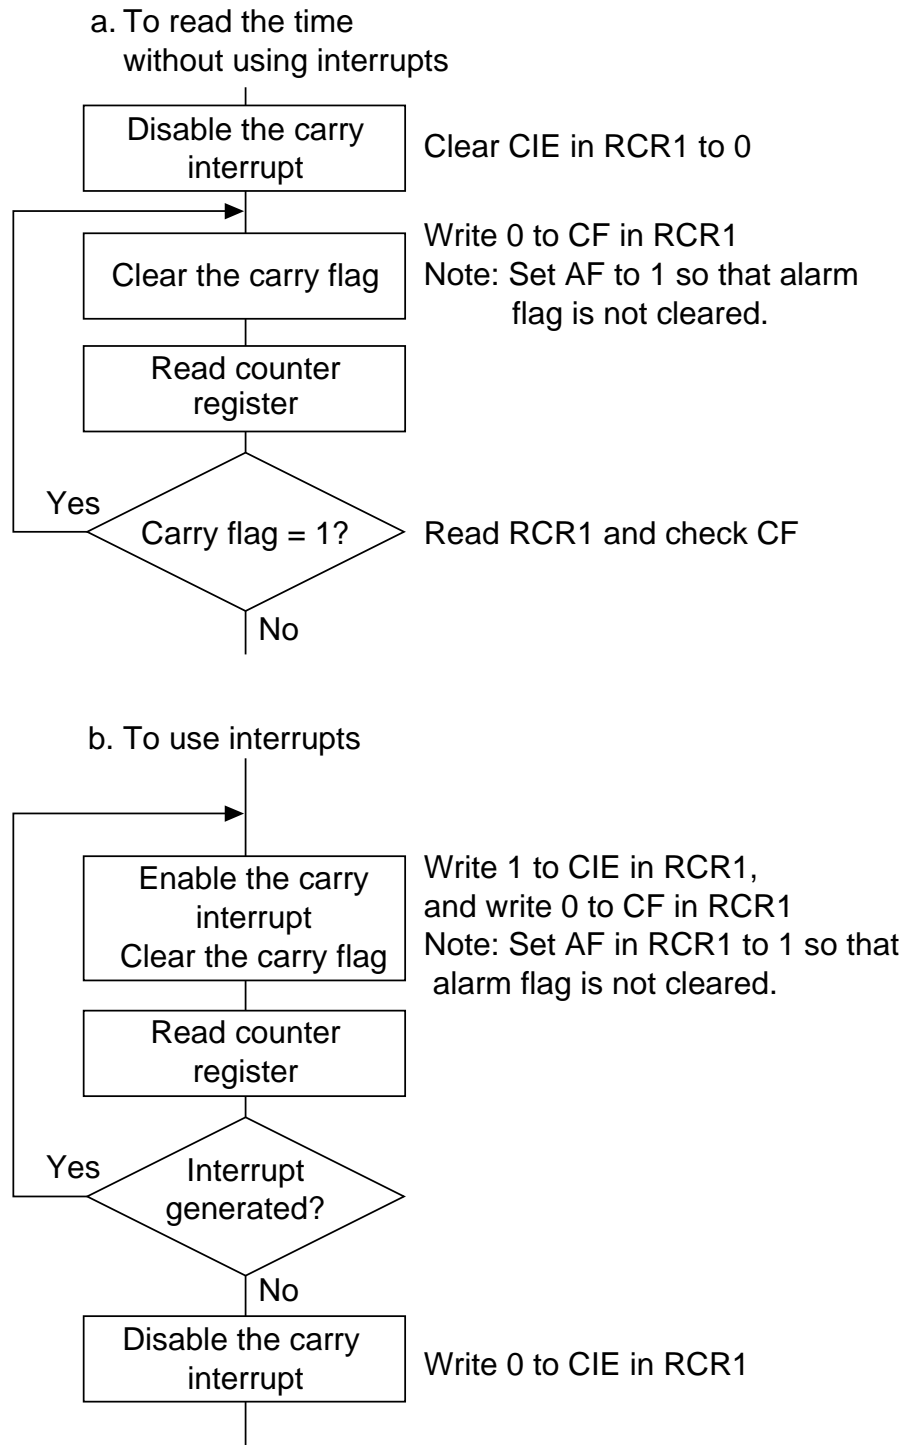 a. To read the time
without using interrupts
Disable the carry
interrupt
Clear CIE in RCR1 to 0
Clear the carry flag
Write 0 to CF in RCR1
Note: Set AF to 1 so that alarm
flag is not cleared.
Read counter
register
Yes
Carry flag = 1?
Read RCR1 and check CF
No
b. To use interrupts
Enable the carry
interrupt
Clear the carry flag
Write 1 to CIE in RCR1,
and write 0 to CF in RCR1
Note: Set AF in RCR1 to 1 so that
alarm flag is not cleared.
Read counter
register
Yes
Interrupt
generated?
No
Disable the carry
interrupt
Write 0 to CIE in RCR1